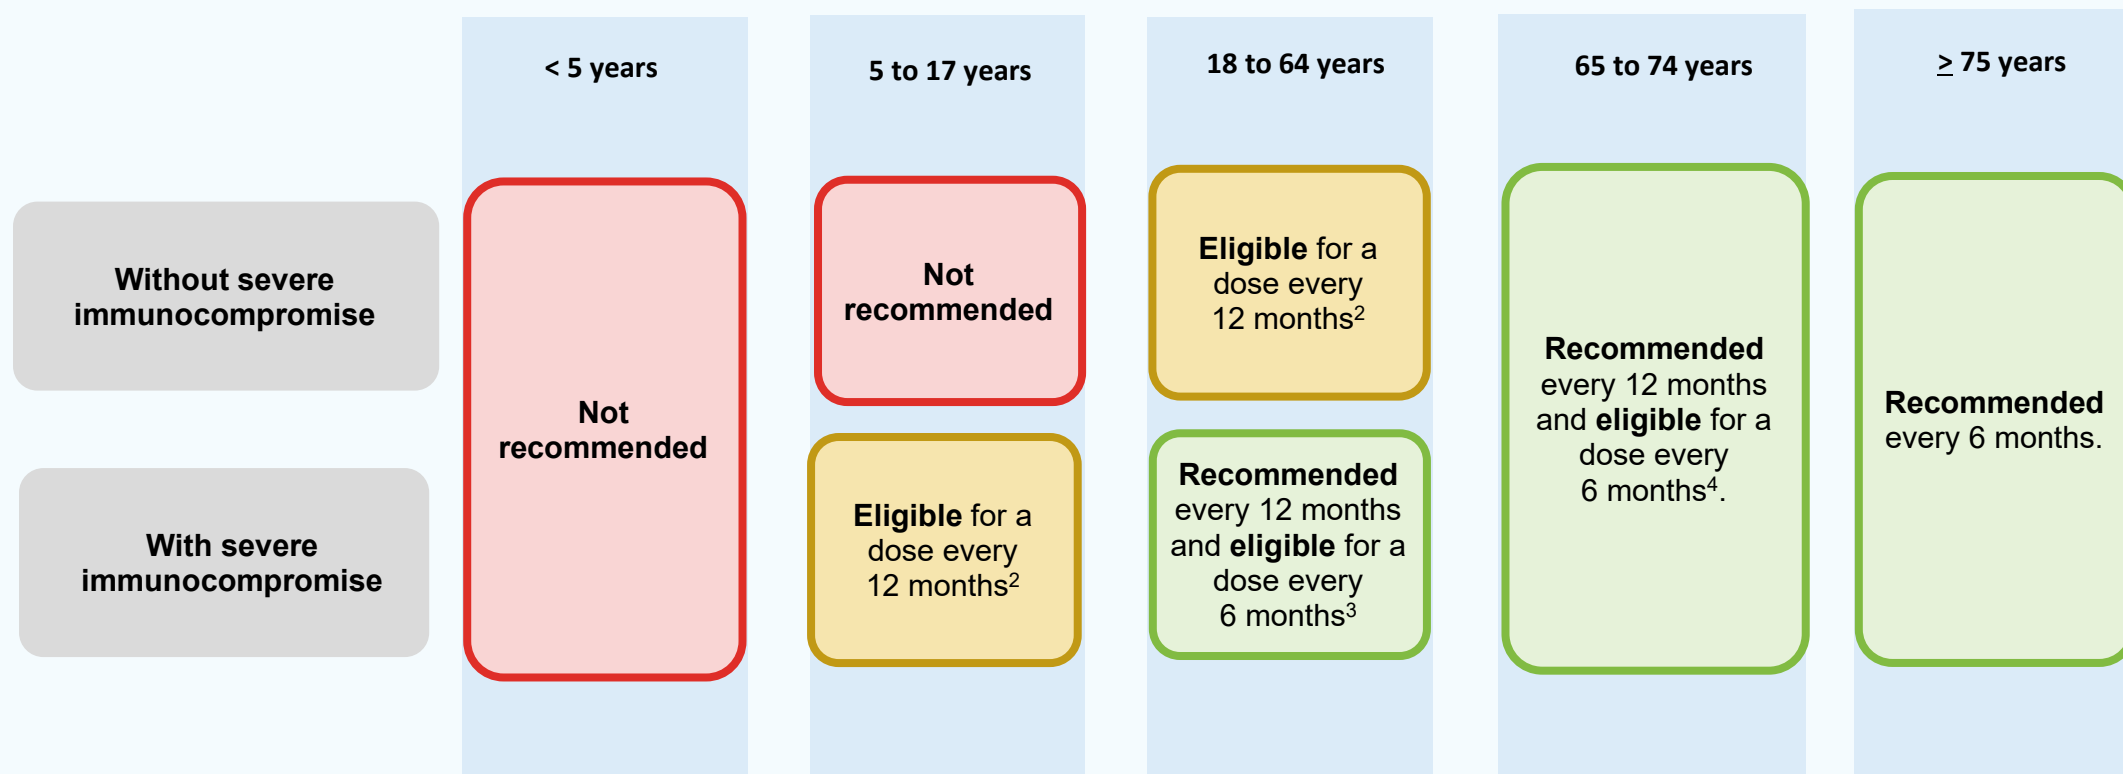 < 5 years
5 to 17 years
18 to 64 years
65 to 74 years
≥ 75 years
Without severe
immunocompromise
With severe
immunocompromise
Not
recommended
Not
recommended
Eligible for a
dose every
12 months²
Eligible for a
dose every
12 months²
Recommended
every 12 months
and eligible for a
dose every
6 months³
Recommended
every 12 months
and eligible for a
dose every
6 months⁴.
Recommended
every 6 months.